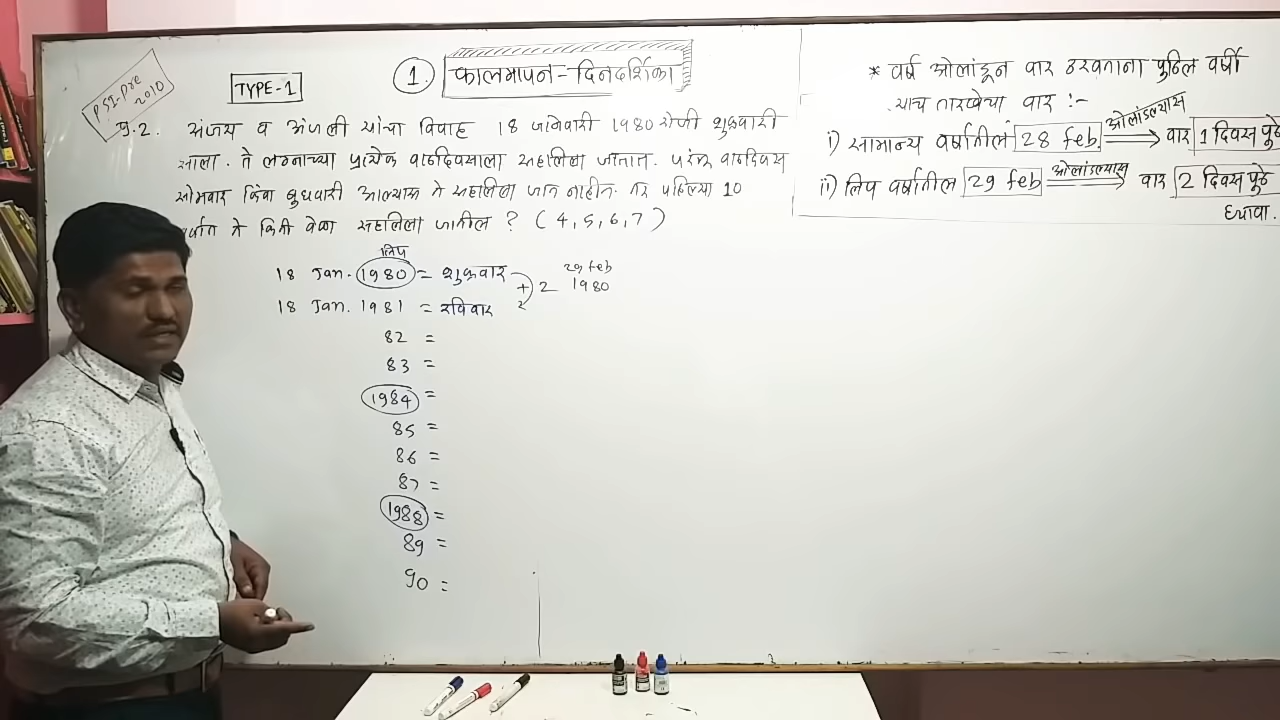 PSI-Pre
2010
TYPE-1
1. कालमापन - दिनदर्शिका
प्र.2. संजय व अंजली यांचा विवाह 18 जानेवारी 1980 रोजी शुक्रवारी
झाला. ते लग्नाच्या प्रत्येक वाढदिवसाला सहलिला जातात. परंतु वाढदिवस
सोमवार किंवा बुधवारी आल्यास ते सहलिला जात नाहीत. तर पहिल्या 10
वर्षात ते किती वेळा सहलिला जातील ? (4, 5, 6, 7)
लिप
18 Jan. 1980 = शुक्रवार
18 Jan. 1981 = रविवार
+2
29 feb
1980
82 =
83 =
1984 =
85 =
86 =
87 =
1988 =
89 =
90 =
* वर्ष ओलांडून वार ठरवताना पुढिल वर्षी
त्याच तारखेचा वार :-
i) सामान्य वर्षातील 28 feb. ओलांडल्यास → वार 1 दिवस पुढे
ii) लिप वर्षातील 29 feb ओलांडल्यास → वार 2 दिवस पुढे
घ्यावा.